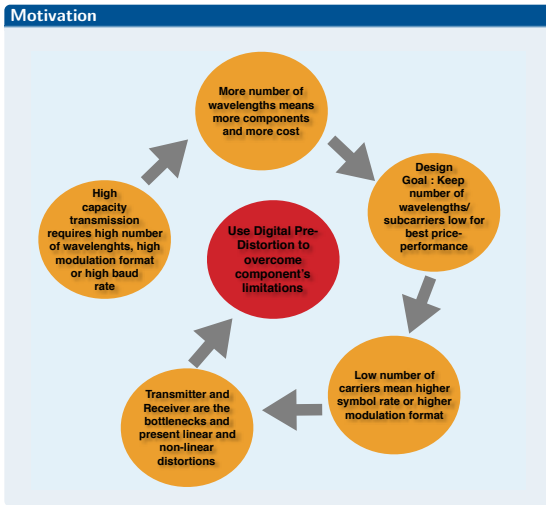 Motivation
More number of
wavelengths means
more components
and more cost
Design
Goal : Keep
number of
wavelengths/
subcarriers low for
best price-
performance
Low number of
carriers mean higher
symbol rate or higher
modulation format
Transmitter and
Receiver are the
bottlenecks and
present linear and
non-linear
distortions
High
capacity
transmission
requires high number
of wavelenghts, high
modulation format
or high baud
rate
Use Digital Pre-
Distortion to
overcome
component's
limitations